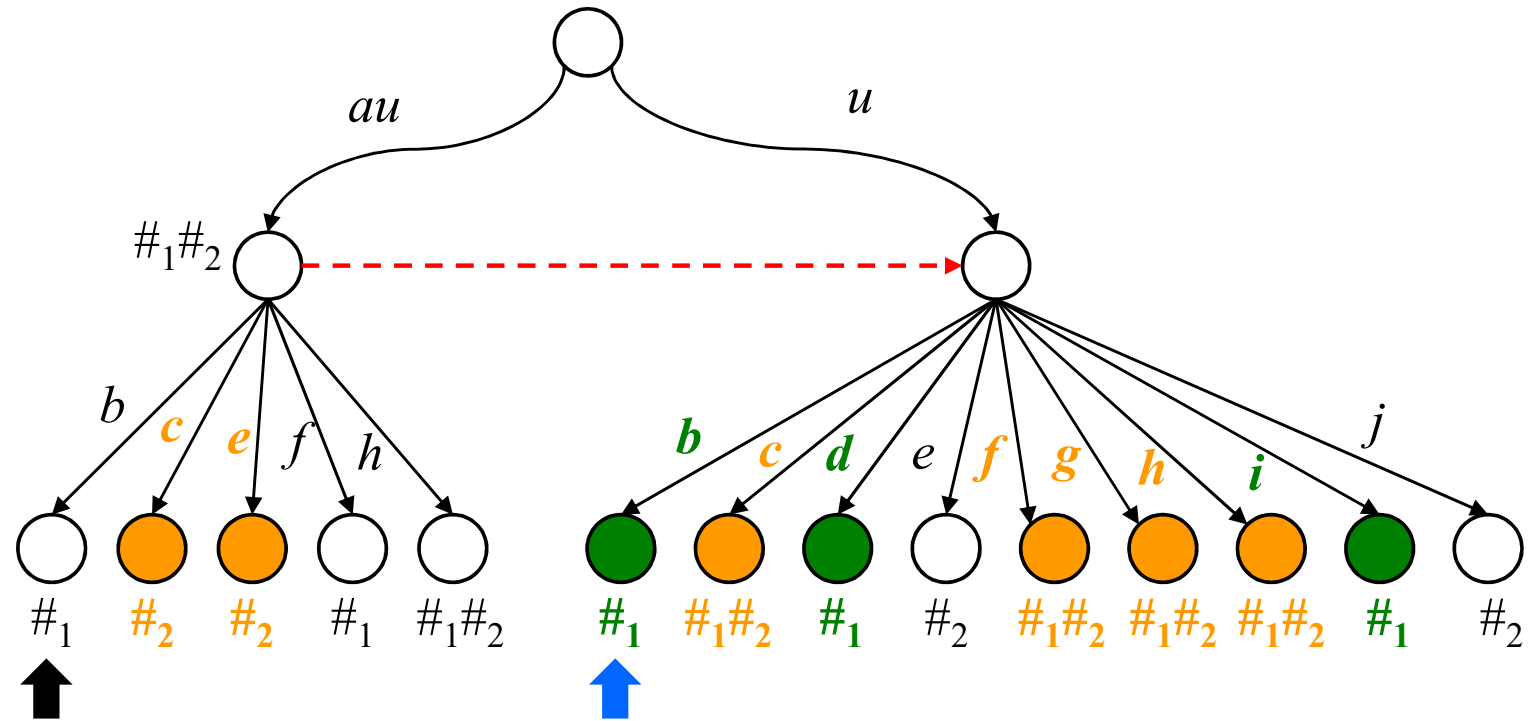 au u
#₁#₂
b c e f h b c d e f g h i j
#₁ #₂ #₂ #₁ #₁#₂ #₁ #₁#₂ #₁ #₂ #₁#₂ #₁#₂ #₁#₂ #₁ #₂